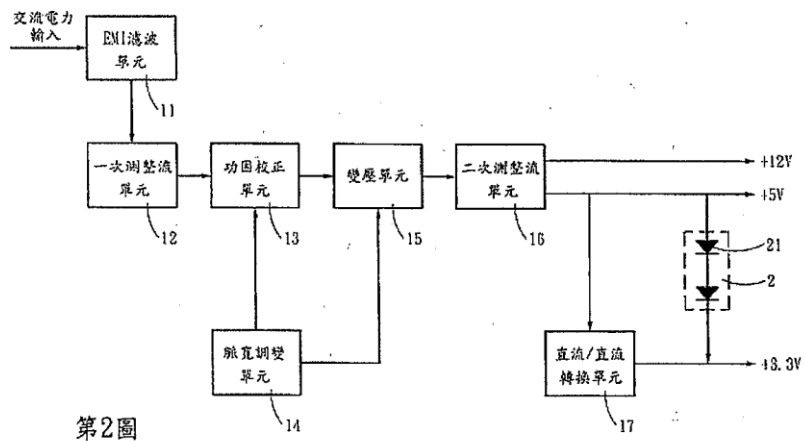 交流電力
輸入
EMI濾波
單元
11
一次測整流
單元
12
功因校正
單元
13
變壓單元
15
二次測整流
單元
16
+12V
+5V
21
2
脈寬調變
單元
14
直流/直流
轉換單元
17
+3.3V
第2圖